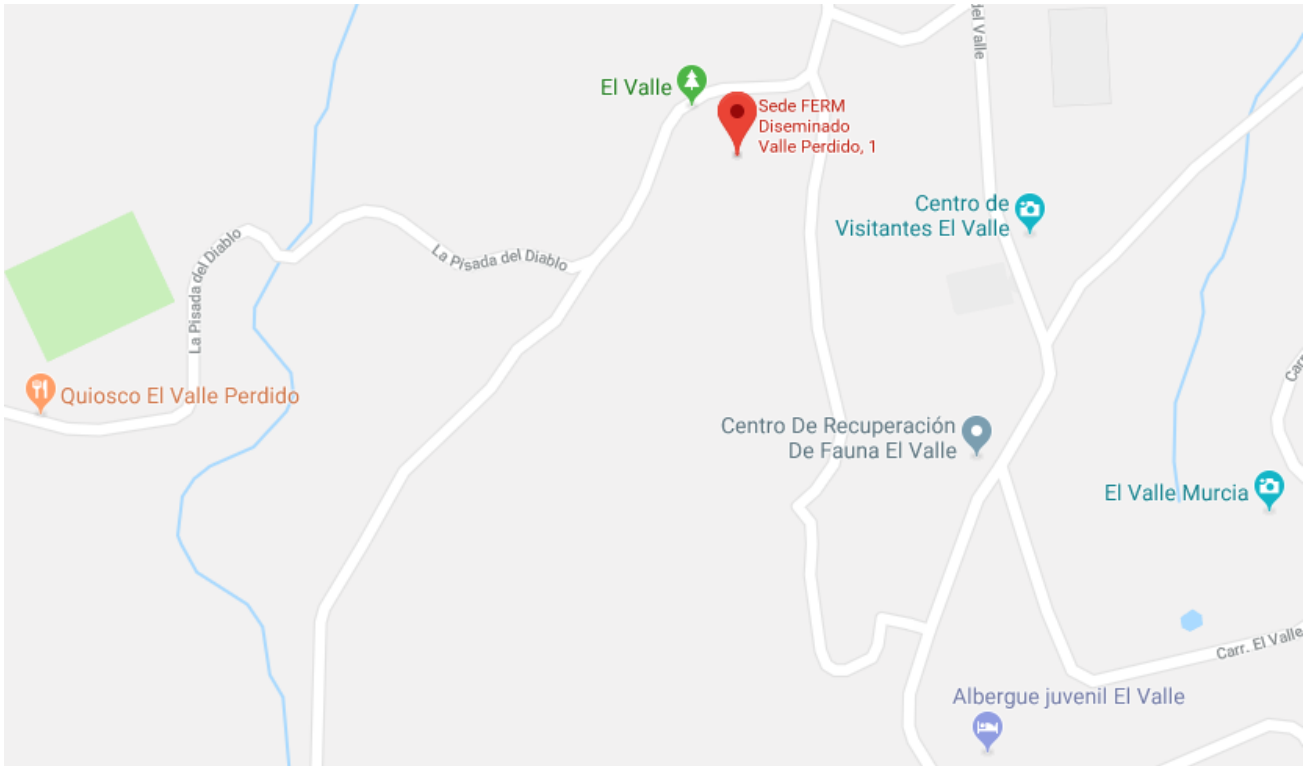 del Valle
El Valle
Sede FERM
Diseminado
Valle Perdido, 1
Centro de
Visitantes El Valle
La Pisada del Diablo
La Pisada del Diablo
Quiosco El Valle Perdido
Centro De Recuperación
De Fauna El Valle
El Valle Murcia
Carr. El Valle
Albergue juvenil El Valle